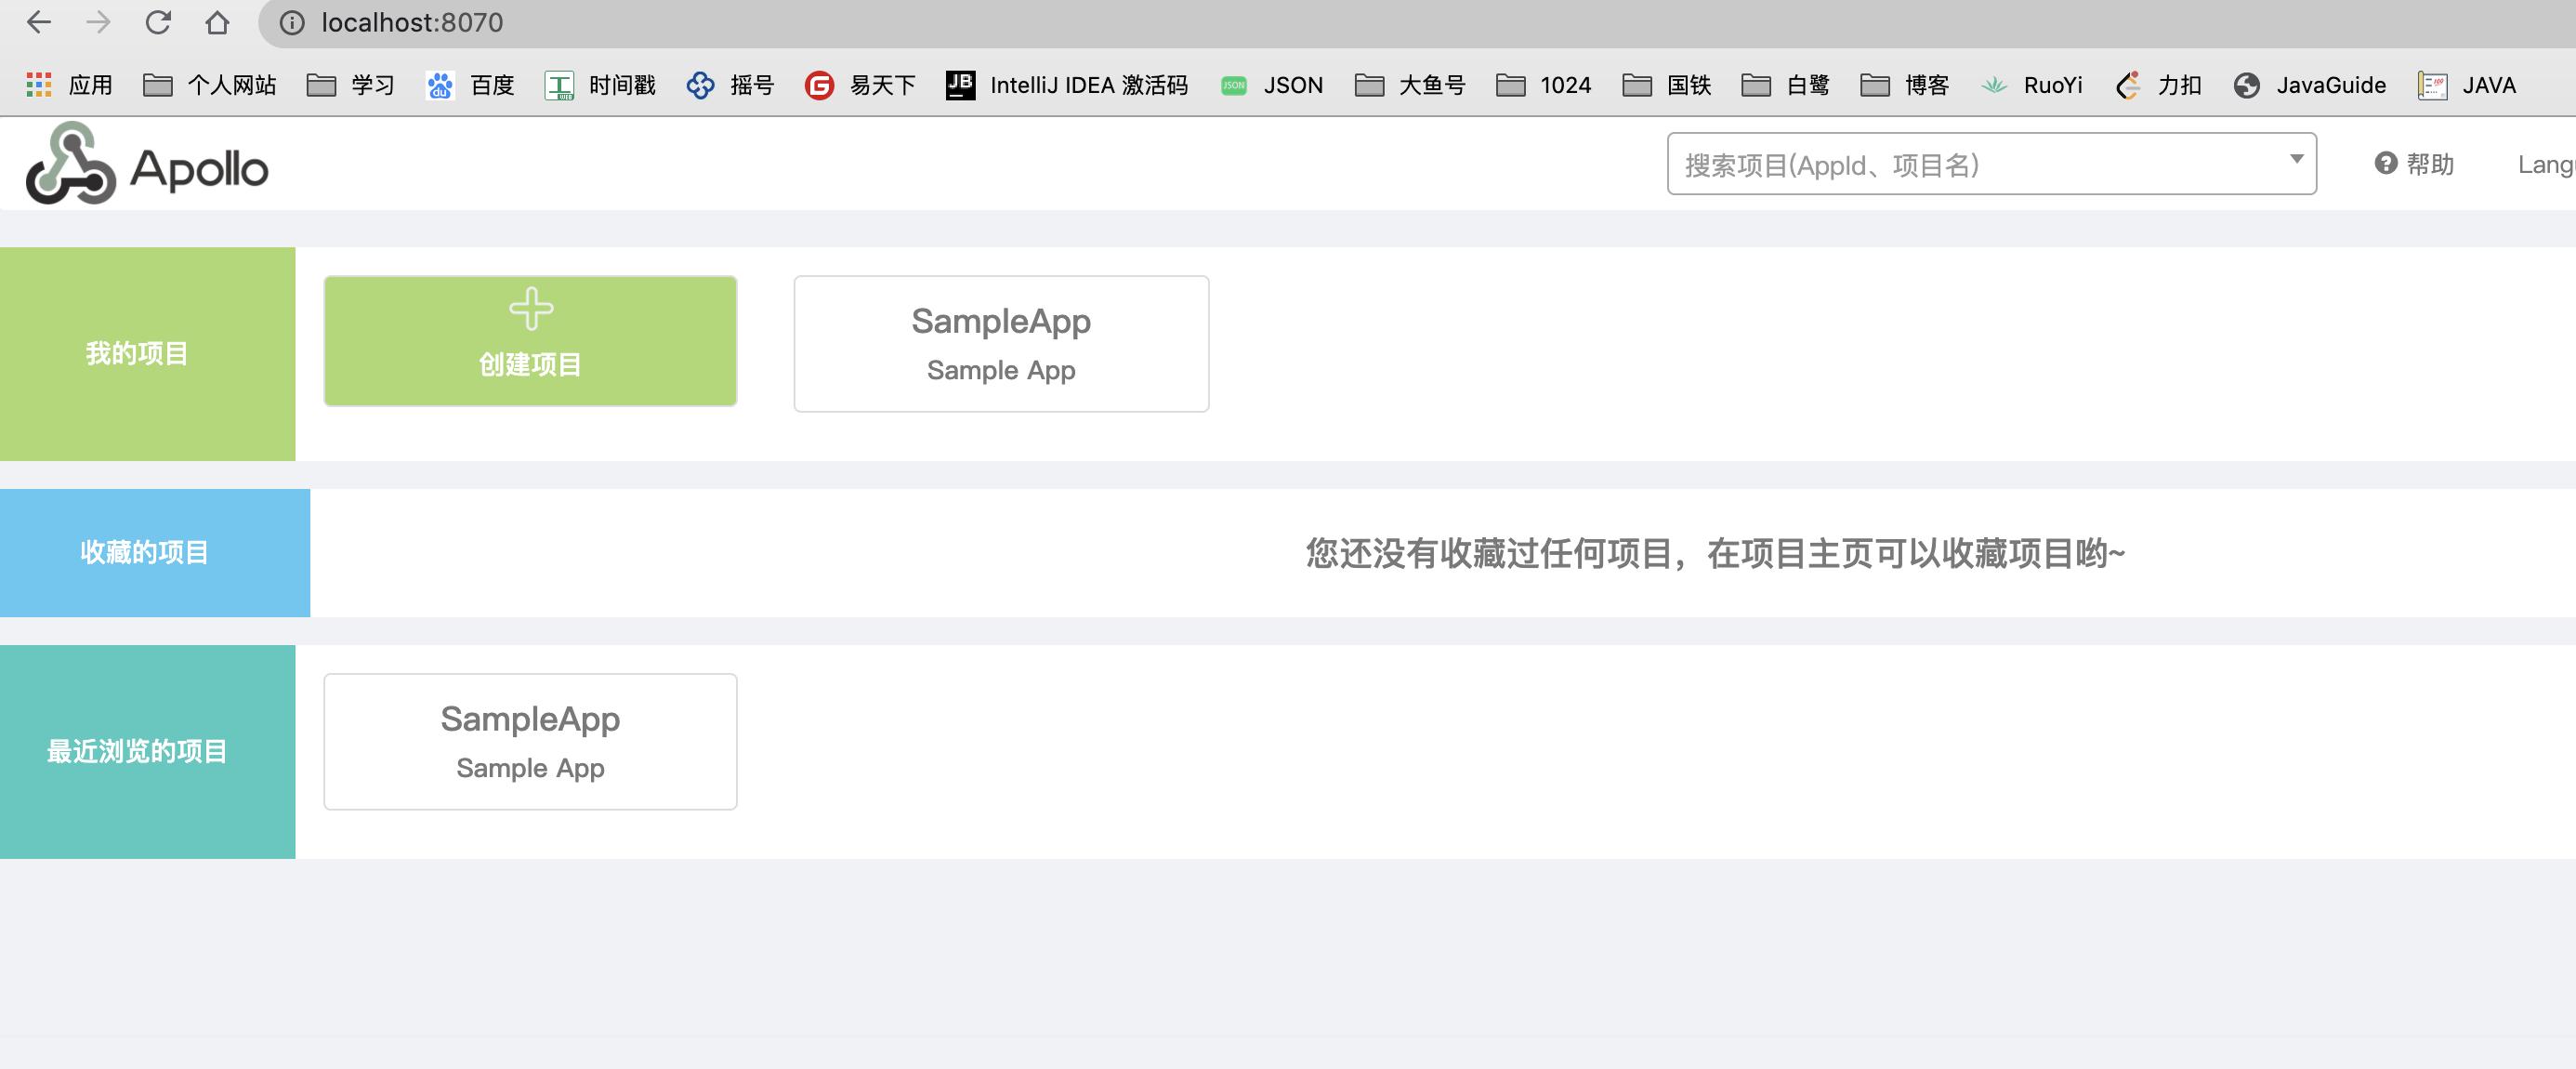 localhost:8070
应用 个人网站 学习 百度 时间戳 摇号 易天下 IntelliJ IDEA 激活码 JSON 大鱼号 1024 国铁 白鹭 博客 RuoYi 力扣 JavaGuide JAVA
Apollo 搜索项目(AppId、项目名) 帮助 Lang
我的项目
创建项目
SampleApp
Sample App
收藏的项目
您还没有收藏过任何项目，在项目主页可以收藏项目哟~
最近浏览的项目
SampleApp
Sample App